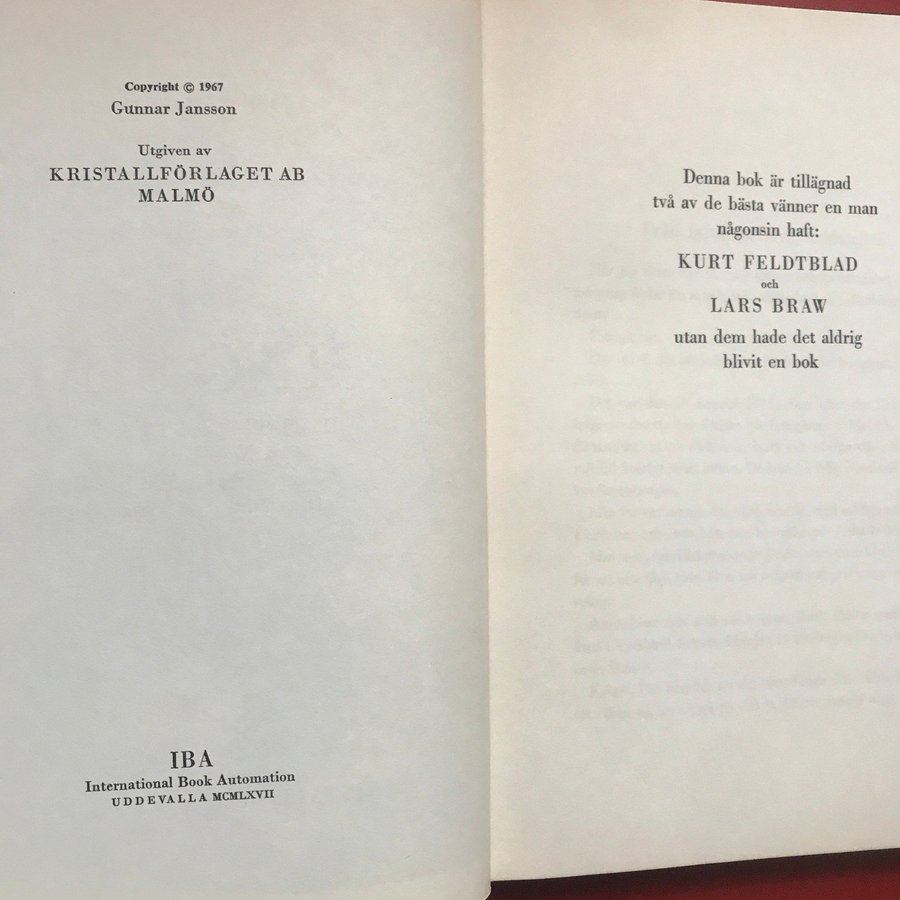 Copyright © 1967
Gunnar Jansson
Utgiven av
KRISTALLFÖRLAGET AB
MALMÖ
IBA
International Book Automation
UDDEVALLA MCMLXVII
Denna bok är tillägnad
två av de bästa vänner en man
någonsin haft:
KURT FELDTBLAD
och
LARS BRAW
utan dem hade det aldrig
blivit en bok